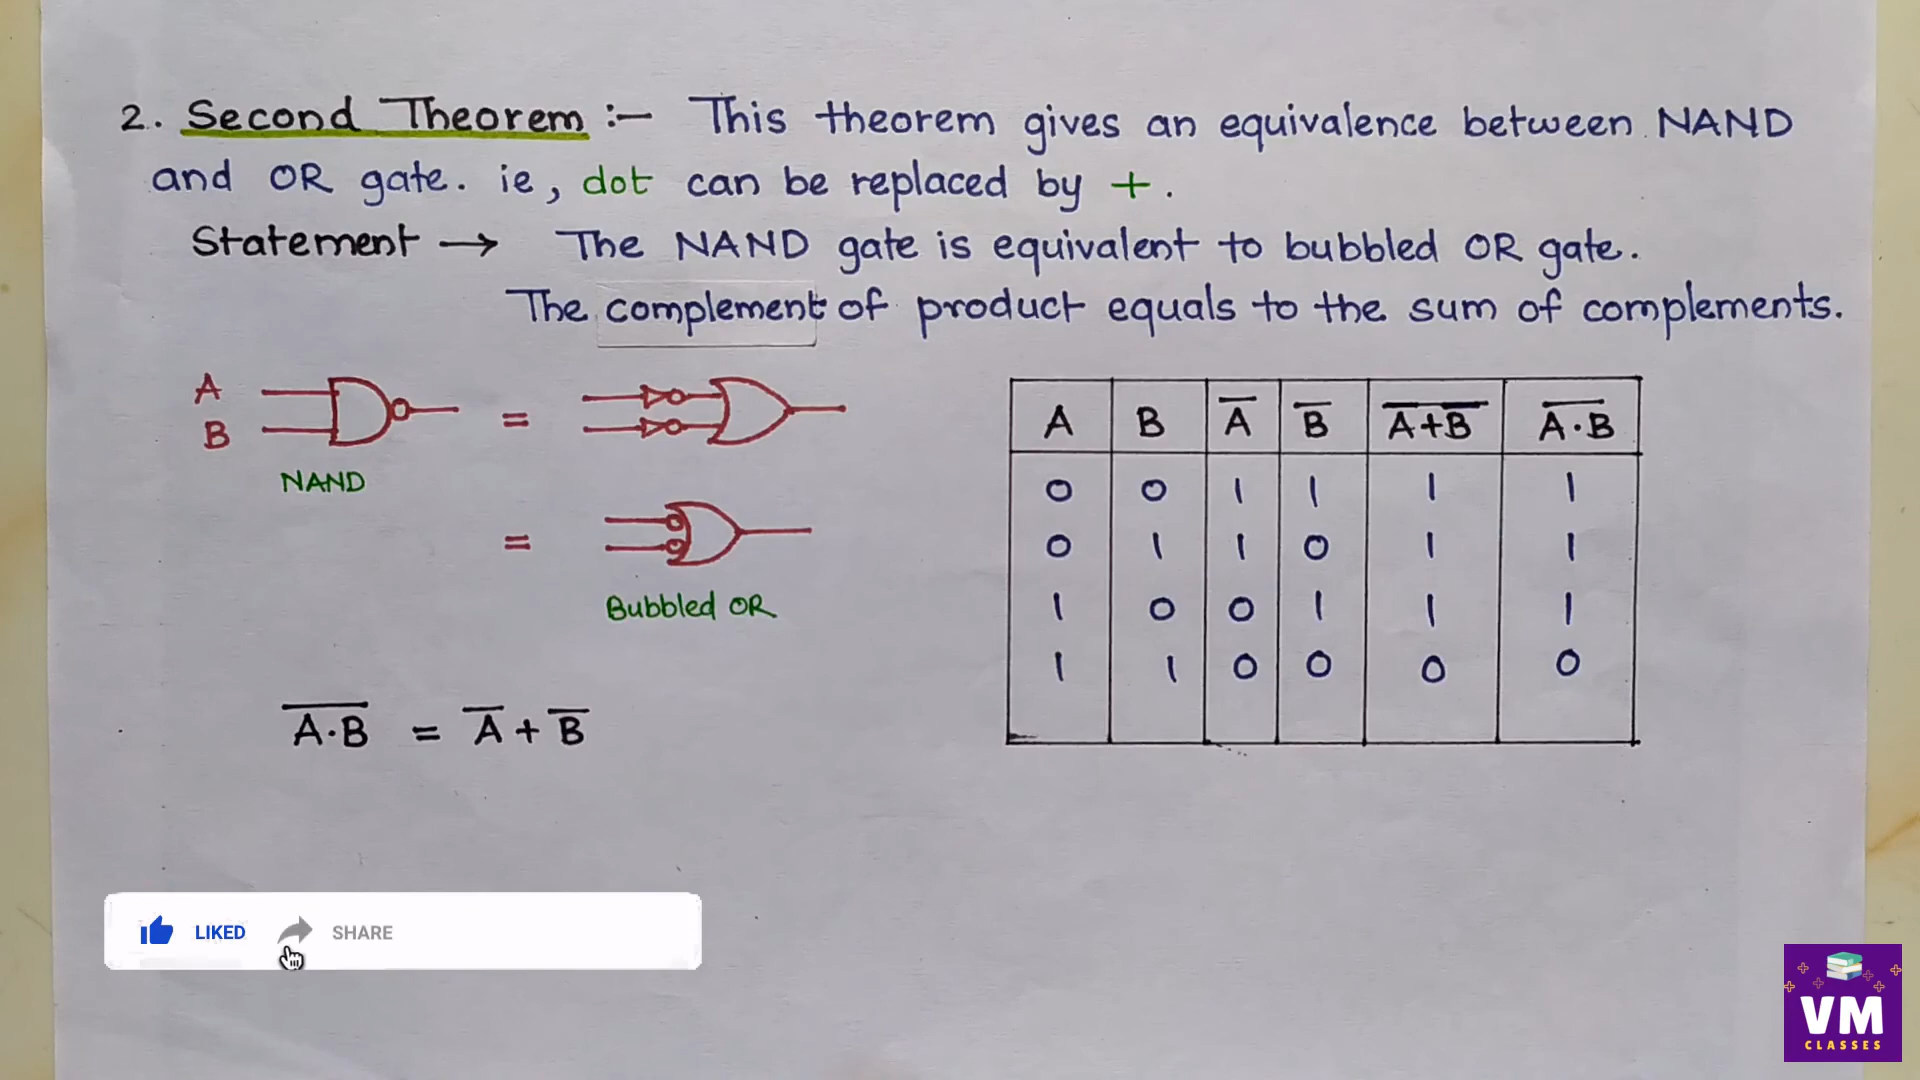 2. Second Theorem :— This theorem gives an equivalence between NAND
and OR gate. ie, dot can be replaced by +.
Statement → The NAND gate is equivalent to bubbled OR gate.
The complement of product equals to the sum of complements.
A
B
NAND
=
=
Bubbled OR
A̅·̅B̅ = A̅ + B̅
A B A̅ B̅ A̅+B̅ A̅·̅B̅
0 0 1 1 1 1
0 1 1 0 1 1
1 0 0 1 1 1
1 1 0 0 0 0
LIKED SHARE
VM
CLASSES